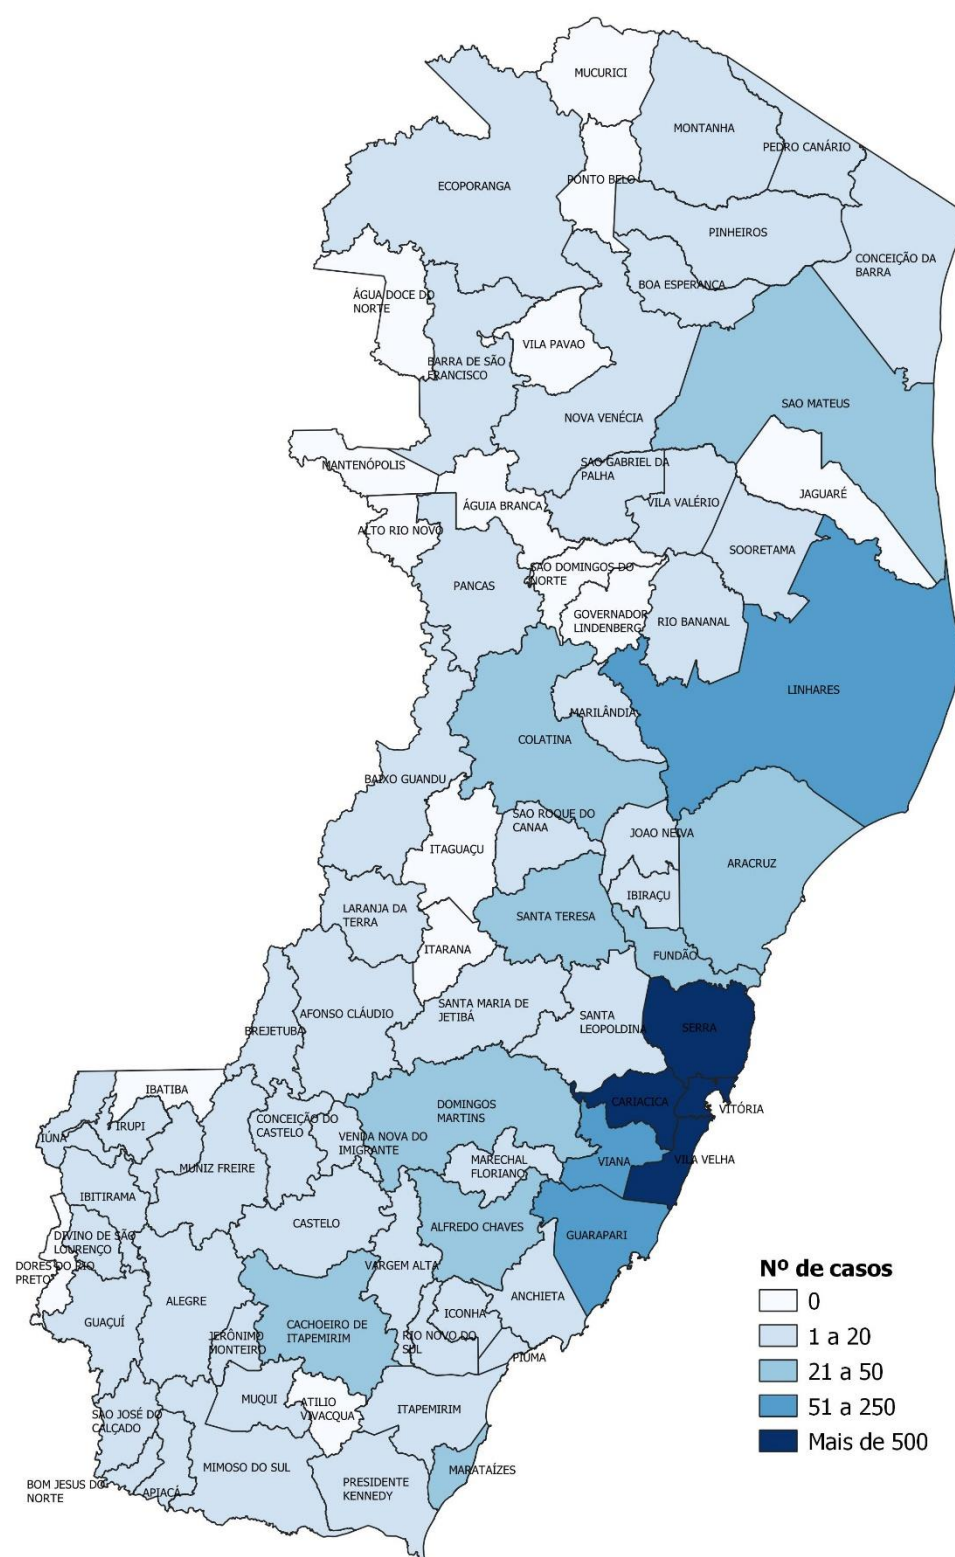 MUCURICI
MONTANHA
PEDRO CANÁRIO
ECOPORANGA
PONTO BELO
PINHEIROS
CONCEIÇÃO DA
BARRA
BOA ESPERANÇA
ÁGUA DOCE DO
NORTE
VILA PAVAO
BARRA DE SÃO
FRANCISCO
SAO MATEUS
NOVA VENÉCIA
MANTENÓPOLIS
SAO GABRIEL DA
PALHA
JAGUARÉ
VILA VALÉRIO
ÁGUIA BRANCA
ALTO RIO NOVO
SOORETAMA
PANCAS
SAO DOMINGOS DO
NORTE
GOVERNADOR
LINDENBERG
RIO BANANAL
LINHARES
MARILÂNDIA
COLATINA
BAIXO GUANDU
SAO ROQUE DO
CANAA
JOAO NEIVA
ITAGUAÇU
ARACRUZ
IBIRAÇU
LARANJA DA
TERRA
SANTA TERESA
ITARANA
FUNDÃO
SANTA MARIA DE
JETIBÁ
AFONSO CLÁUDIO
SANTA
LEOPOLDINA
BREJETUBA
SERRA
IBATIBA
CARIACICA
VITÓRIA
DOMINGOS
MARTINS
CONCEIÇÃO DO
CASTELO
IRUPI
IÚNA
VENDA NOVA DO
IMIGRANTE
MARECHAL
FLORIANO
VIANA
VILA VELHA
MUNIZ FREIRE
IBITIRAMA
CASTELO
ALFREDO CHAVES
GUARAPARI
DIVINO DE SÃO
LOURENÇO
DORES DO RIO
PRETO
VARGEM ALTA
Nº de casos
ANCHIETA
ALEGRE
0
ICONHA
GUAÇUÍ
CACHOEIRO DE
ITAPEMIRIM
1 a 20
JERÔNIMO
MONTEIRO
RIO NOVO DO
SUL
PIÚMA
21 a 50
MUQUI
ATILIO
VIVACQUA
ITAPEMIRIM
51 a 250
SÃO JOSÉ DO
CALÇADO
Mais de 500
MIMOSO DO SUL
MARATAÍZES
PRESIDENTE
KENNEDY
BOM JESUS DO
NORTE
APIACÁ